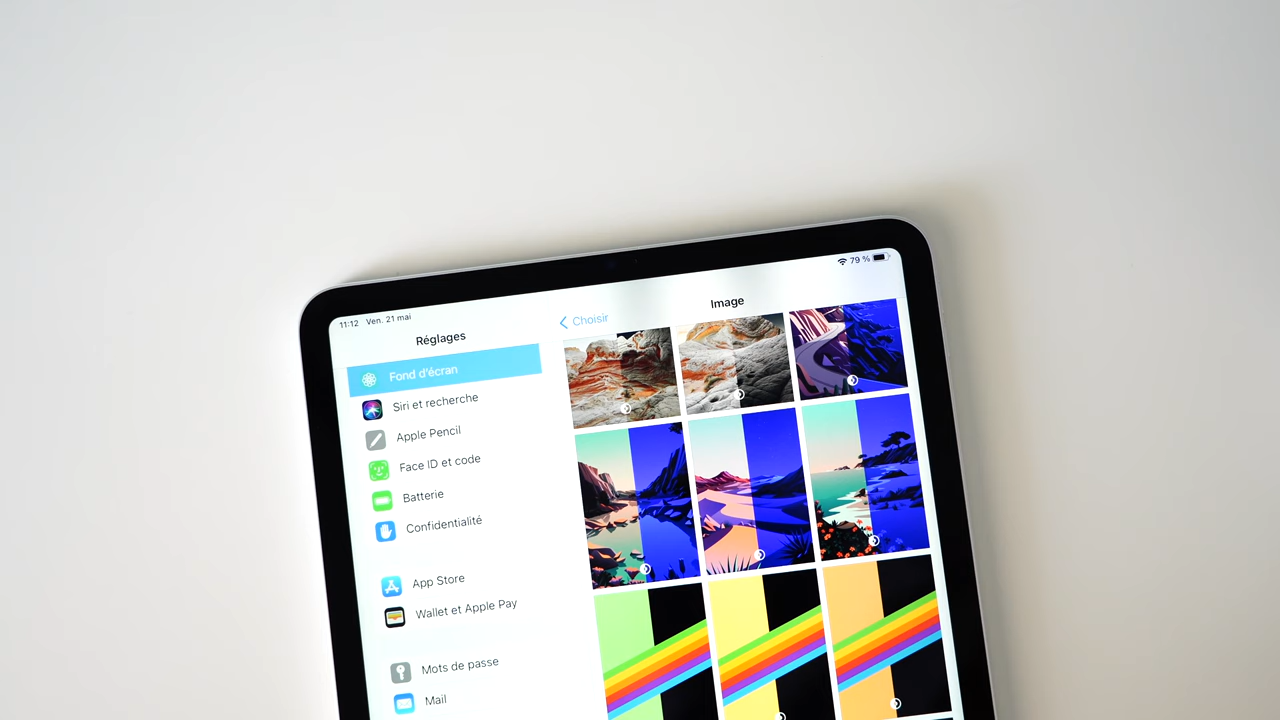 11:12 Ven. 21 mai
79 %
Réglages
Fond d'écran
Siri et recherche
Apple Pencil
Face ID et code
Batterie
Confidentialité
App Store
Wallet et Apple Pay
Mots de passe
Mail
Choisir
Image